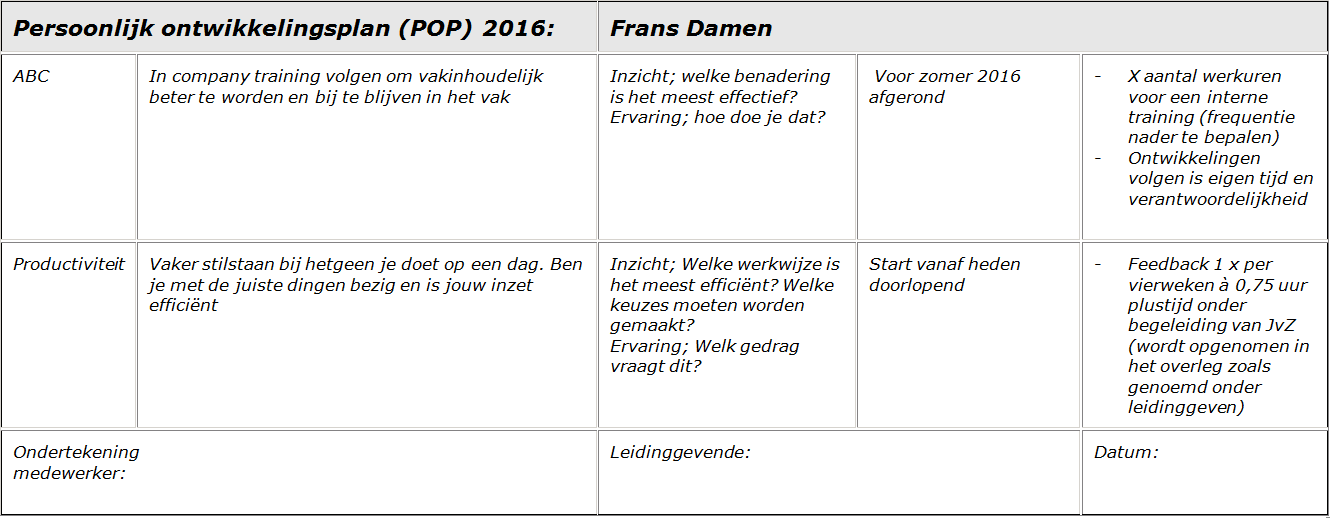 Persoonlijk ontwikkelingsplan (POP) 2016:
Frans Damen
ABC
In company training volgen om vakinhoudelijk
beter te worden en bij te blijven in het vak
Inzicht; welke benadering
is het meest effectief?
Ervaring; hoe doe je dat?
Voor zomer 2016
afgerond
- X aantal werkuren
voor een interne
training (frequentie
nader te bepalen)
- Ontwikkelingen
volgen is eigen tijd en
verantwoordelijkheid
Productiviteit
Vaker stilstaan bij hetgeen je doet op een dag. Ben
je met de juiste dingen bezig en is jouw inzet
efficiënt
Inzicht; Welke werkwijze is
het meest efficiënt? Welke
keuzes moeten worden
gemaakt?
Ervaring; Welk gedrag
vraagt dit?
Start vanaf heden
doorlopend
- Feedback 1 x per
vierweken à 0,75 uur
plustijd onder
begeleiding van JvZ
(wordt opgenomen in
het overleg zoals
genoemd onder
leidinggeven)
Ondertekening
medewerker:
Leidinggevende:
Datum: